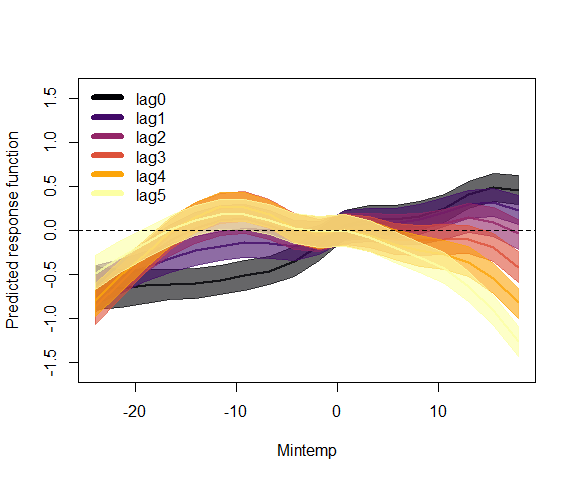 Predicted response function
1.5
1.0
0.5
0.0
-0.5
-1.0
-1.5
lag0
lag1
lag2
lag3
lag4
lag5
-20 -10 0 10
Mintemp